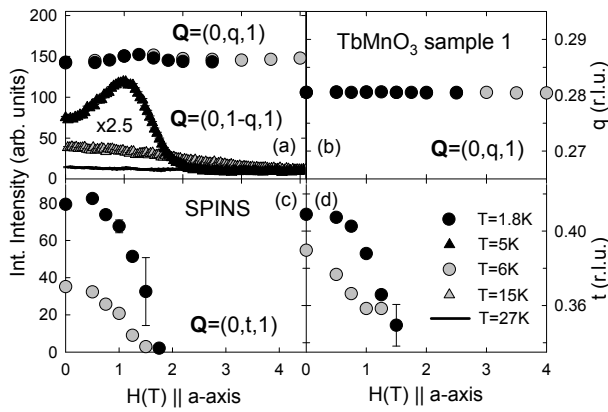 Q=(0,q,1)
TbMnO₃ sample 1
Q=(0,1-q,1)
x2.5
(a)
(b)
Q=(0,q,1)
200
150
100
50
0
Int. Intensity (arb. units)
0.29
0.28
0.27
0.26
q (r.l.u.)
SPINS
(c)
(d)
Q=(0,t,1)
T=1.8K
T=5K
T=6K
T=15K
T=27K
80
60
40
20
0
0.40
0.36
t (r.l.u.)
0 1 2 3 4
0 1 2 3 4
H(T) || a-axis
H(T) || a-axis